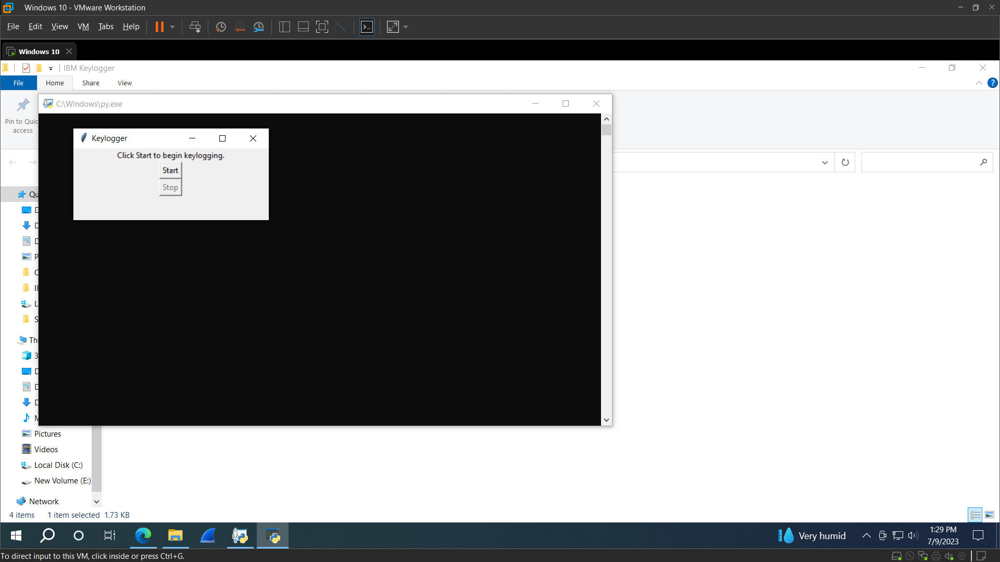 Windows 10 - VMware Workstation
File Edit View VM Tabs Help
Windows 10
IBM Keylogger
File Home Share View
C:\Windows\py.exe
Pin to Quic
access
Keylogger
Click Start to begin keylogging.
Start
Stop
Qu
D
D
D
P
C
IE
L
S
Thi
3
D
D
D
M
Pictures
Videos
Local Disk (C:)
New Volume (E:)
Network
4 items 1 item selected 1.73 KB
Very humid
1:29 PM
7/9/2023
To direct input to this VM, click inside or press Ctrl+G.